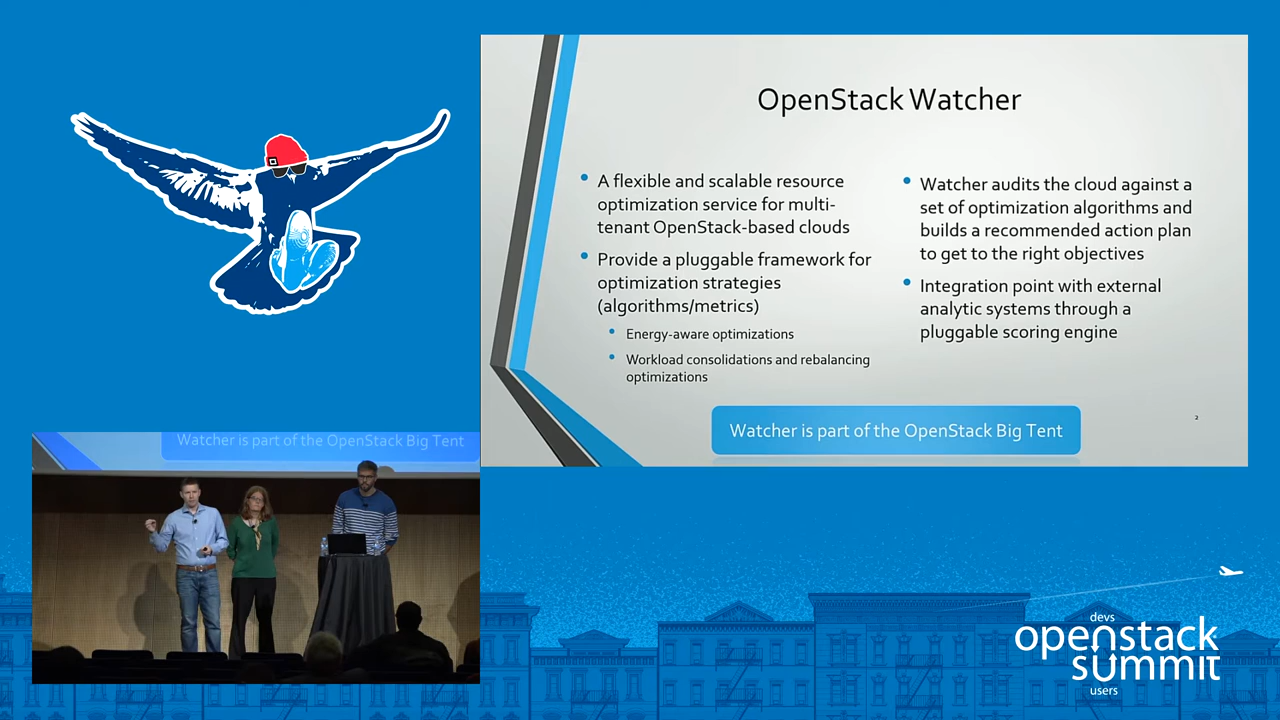 OpenStack Watcher
A flexible and scalable resource
optimization service for multi-
tenant OpenStack-based clouds
Provide a pluggable framework for
optimization strategies
(algorithms/metrics)
Energy-aware optimizations
Workload consolidations and rebalancing
optimizations
Watcher audits the cloud against a
set of optimization algorithms and
builds a recommended action plan
to get to the right objectives
Integration point with external
analytic systems through a
pluggable scoring engine
Watcher is part of the OpenStack Big Tent
2
Watcher is part of the OpenStack Big Tent
devs
openstack
summit
users